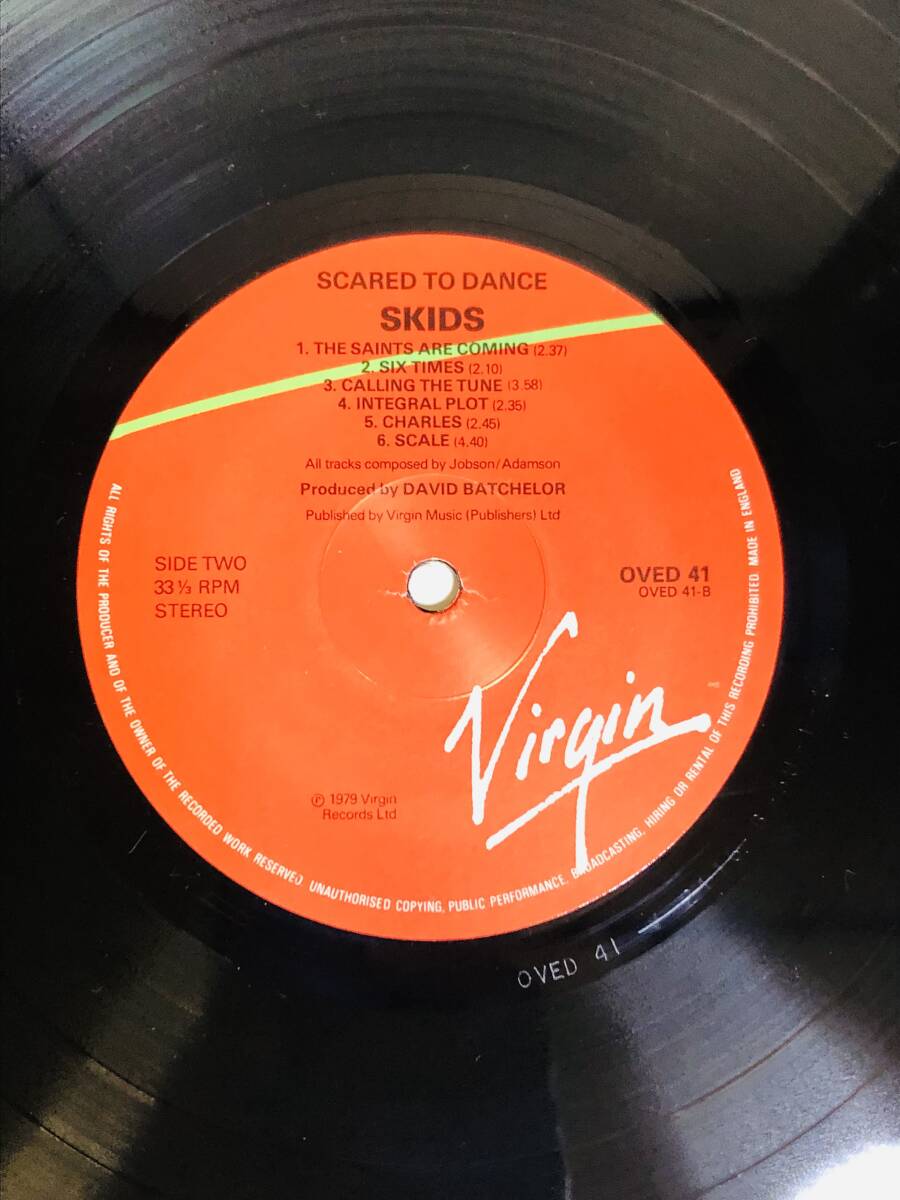 SCARED TO DANCE
SKIDS
1. THE SAINTS ARE COMING (2.37)
2. SIX TIMES (2.10)
3. CALLING THE TUNE (3.58)
4. INTEGRAL PLOT (2.35)
5. CHARLES (2.45)
6. SCALE (4.40)
All tracks composed by Jobson/Adamson
Produced by DAVID BATCHELOR
Published by Virgin Music (Publishers) Ltd
SIDE TWO
33 ⅓ RPM
STEREO
OVED 41
OVED 41-B
Virgin
℗ 1979 Virgin
Records Ltd
ALL RIGHTS OF THE PRODUCER AND OF THE OWNER OF THE RECORDED WORK RESERVED. UNAUTHORISED COPYING, PUBLIC PERFORMANCE, BROADCASTING, HIRING OR RENTAL OF THIS RECORDING PROHIBITED. MADE IN ENGLAND
OVED 41